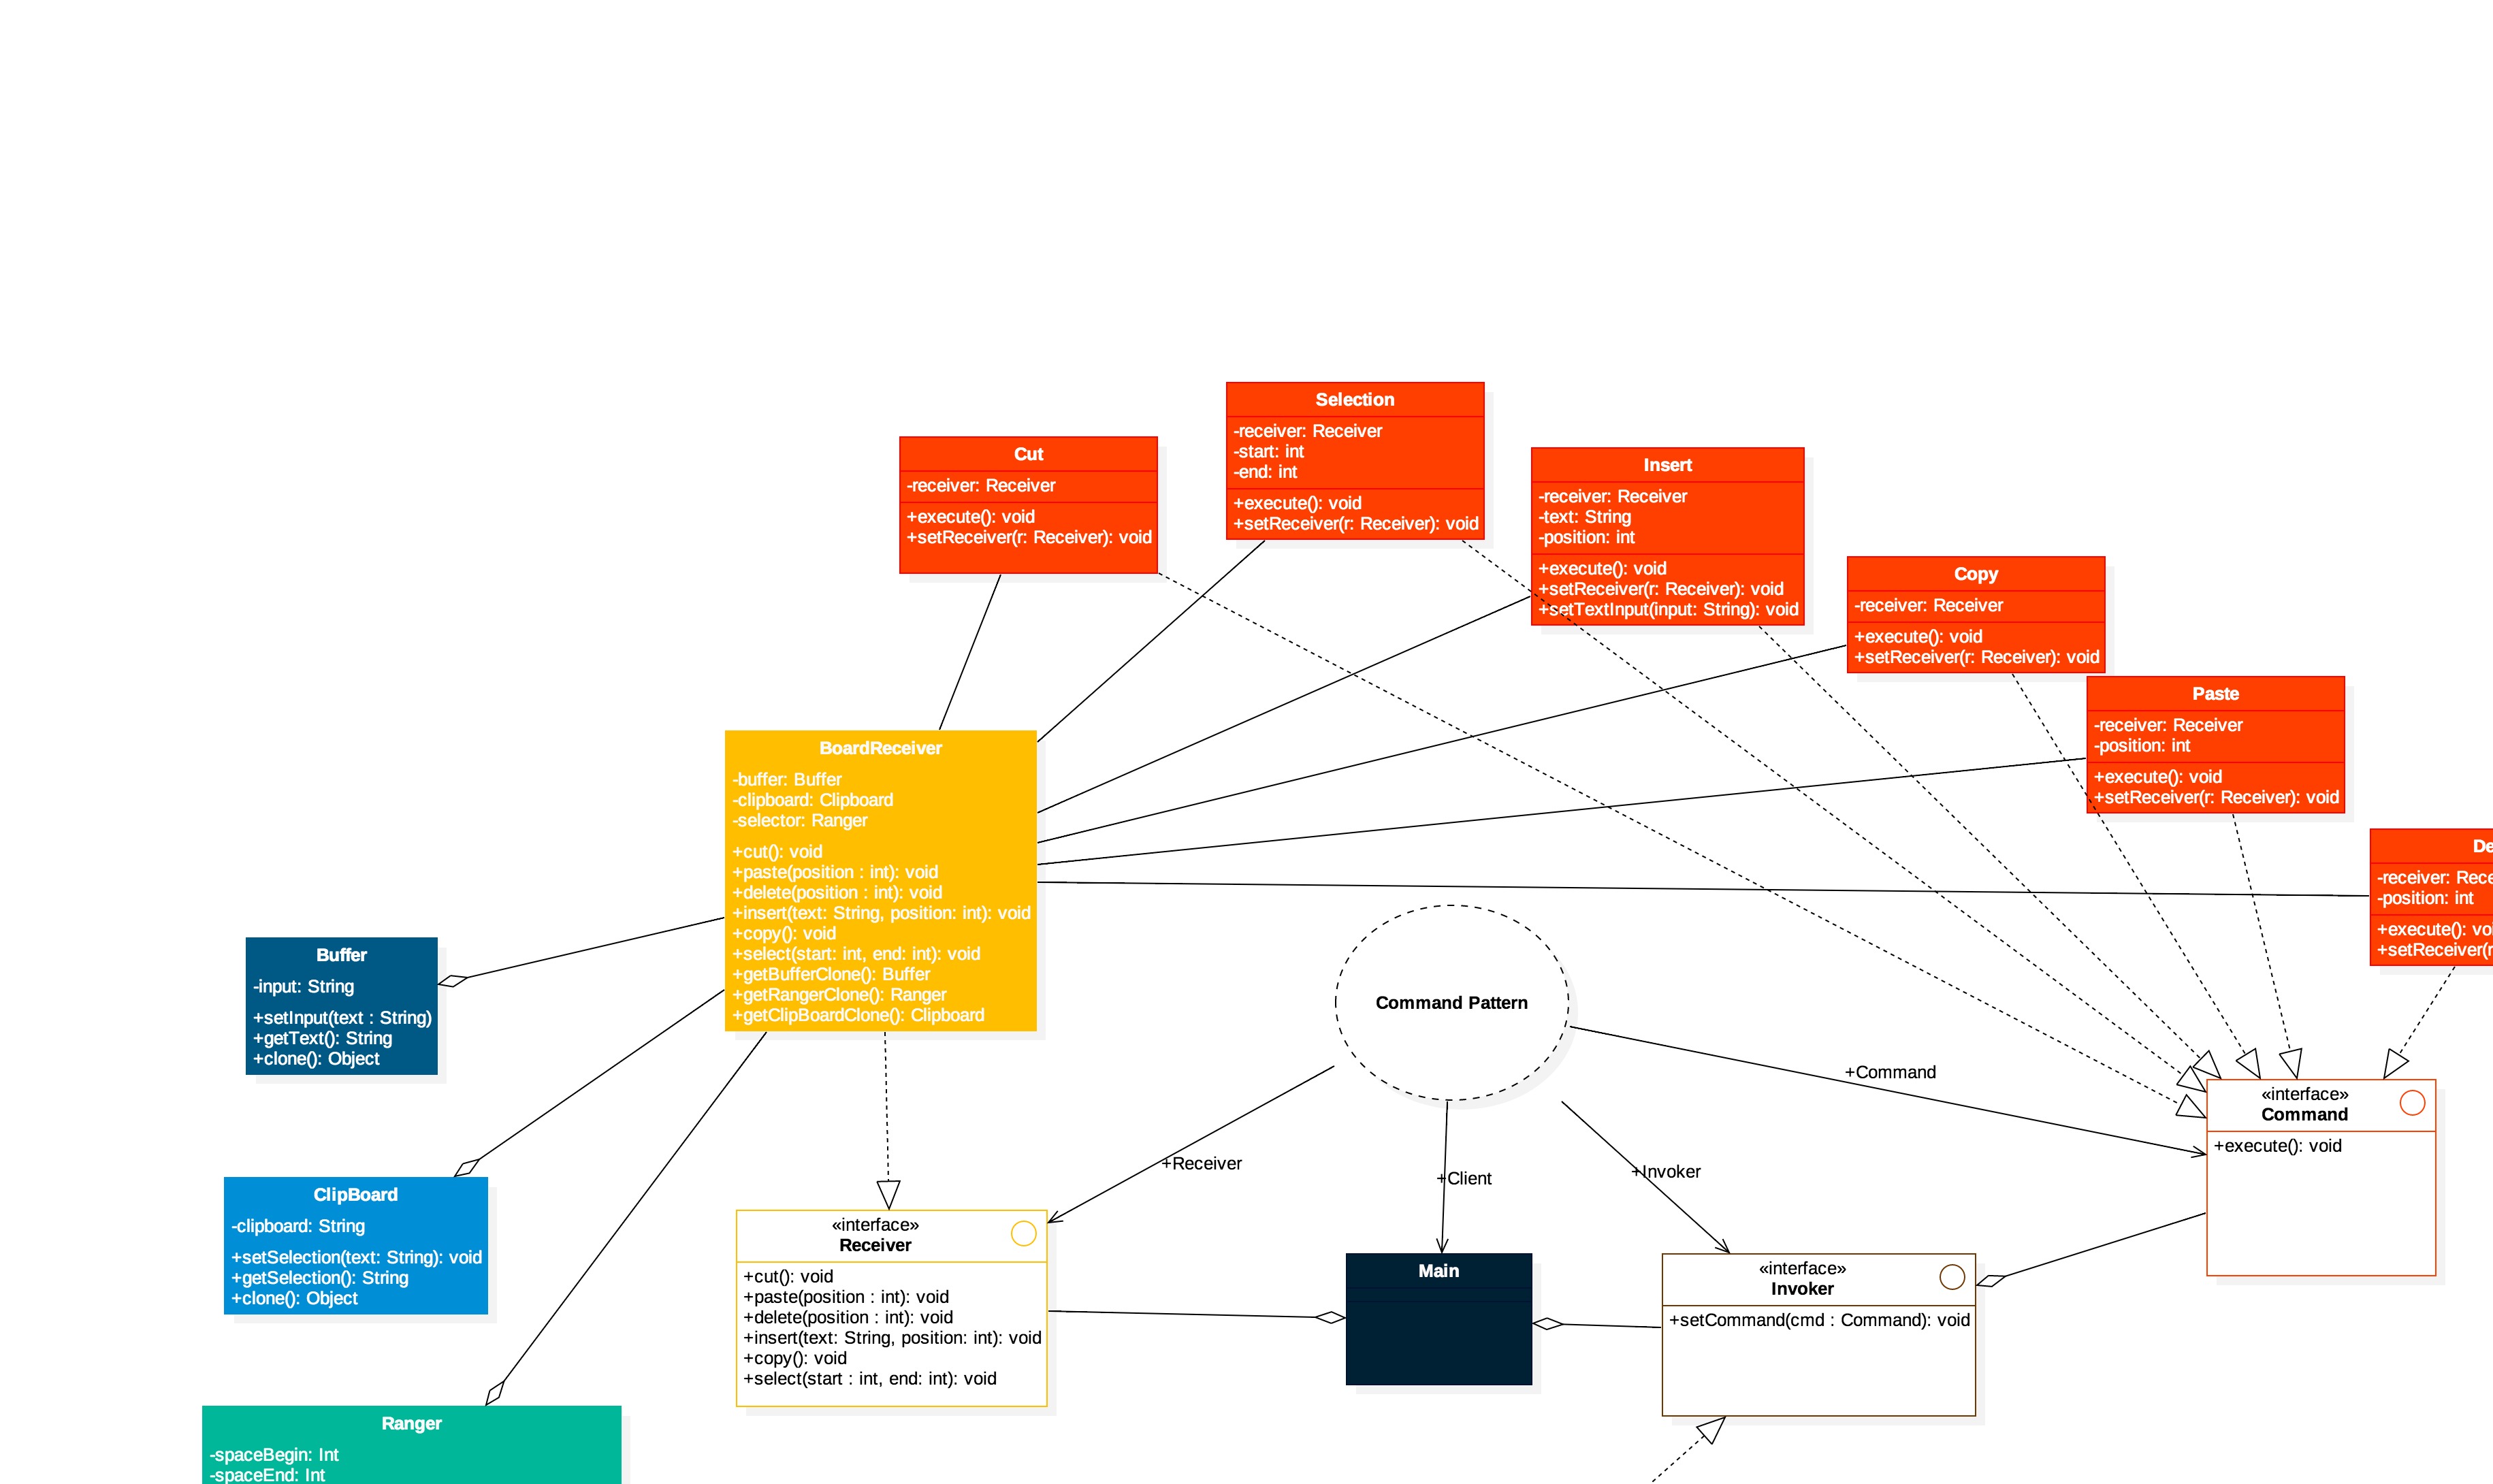 Selection
-receiver: Receiver
-start: int
-end: int
+execute(): void
+setReceiver(r: Receiver): void
Cut
-receiver: Receiver
+execute(): void
+setReceiver(r: Receiver): void
Insert
-receiver: Receiver
-text: String
-position: int
+execute(): void
+setReceiver(r: Receiver): void
+setTextInput(input: String): void
Copy
-receiver: Receiver
+execute(): void
+setReceiver(r: Receiver): void
Paste
-receiver: Receiver
-position: int
+execute(): void
+setReceiver(r: Receiver): void
BoardReceiver
-buffer: Buffer
-clipboard: Clipboard
-selector: Ranger
+cut(): void
+paste(position : int): void
+delete(position : int): void
+insert(text: String, position: int): void
+copy(): void
+select(start: int, end: int): void
+getBufferClone(): Buffer
+getRangerClone(): Ranger
+getClipBoardClone(): Clipboard
-receiver:
-position: int
+execute():
Buffer
-input: String
+setInput(text : String)
+getText(): String
+clone(): Object
Command Pattern
+Command
+Receiver
+Client
+Invoker
«interface»
Command
+execute(): void
ClipBoard
-clipboard: String
+setSelection(text: String): void
+getSelection(): String
+clone(): Object
«interface»
Receiver
+cut(): void
+paste(position : int): void
+delete(position : int): void
+insert(text: String, position: int): void
+copy(): void
+select(start : int, end: int): void
Main
«interface»
Invoker
+setCommand(cmd : Command): void
Ranger
-spaceBegin: Int
-spaceEnd: Int